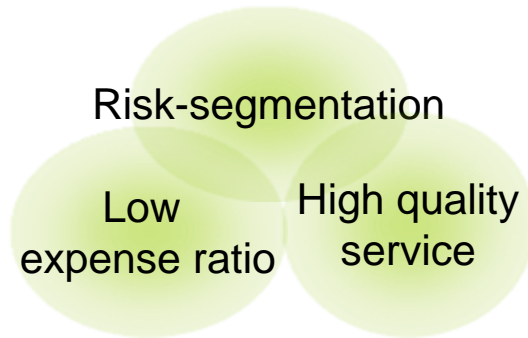 Risk-segmentation
Low
expense ratio
High quality
service